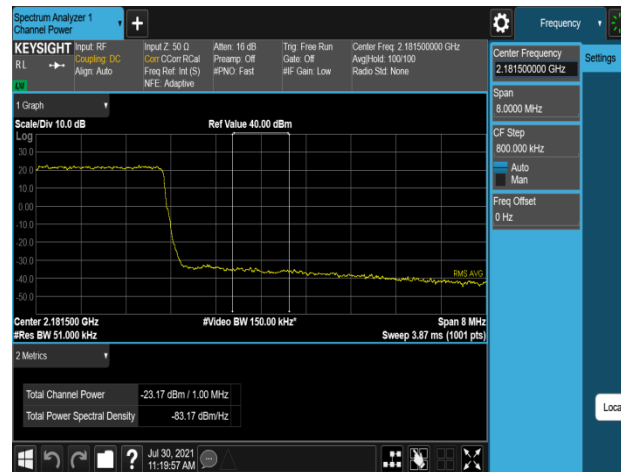 Spectrum Analyzer 1
Channel Power
+
Frequency
KEYSIGHT
R L
LXI
Input: RF
Coupling: DC
Align: Auto
Input Z: 50 Ω
Corr CCorr RCal
Freq Ref: Int (S)
NFE: Adaptive
Atten: 16 dB
Preamp: Off
#PNO: Fast
Trig: Free Run
Gate: Off
#IF Gain: Low
Center Freq: 2.181500000 GHz
Avg|Hold: 100/100
Radio Std: None
Center Frequency
2.181500000 GHz
Settings
Span
8.0000 MHz
CF Step
800.000 kHz
Auto
Man
Freq Offset
0 Hz
1 Graph
Scale/Div 10.0 dB
Ref Value 40.00 dBm
Log
30.0
20.0
10.0
0.00
-10.0
-20.0
-30.0
-40.0
-50.0
RMS AVG
Center 2.181500 GHz
#Video BW 150.00 kHz*
Span 8 MHz
#Res BW 51.000 kHz
Sweep 3.87 ms (1001 pts)
2 Metrics
Total Channel Power
-23.17 dBm / 1.00 MHz
Total Power Spectral Density
-83.17 dBm/Hz
Loca
?
Jul 30, 2021
11:19:57 AM